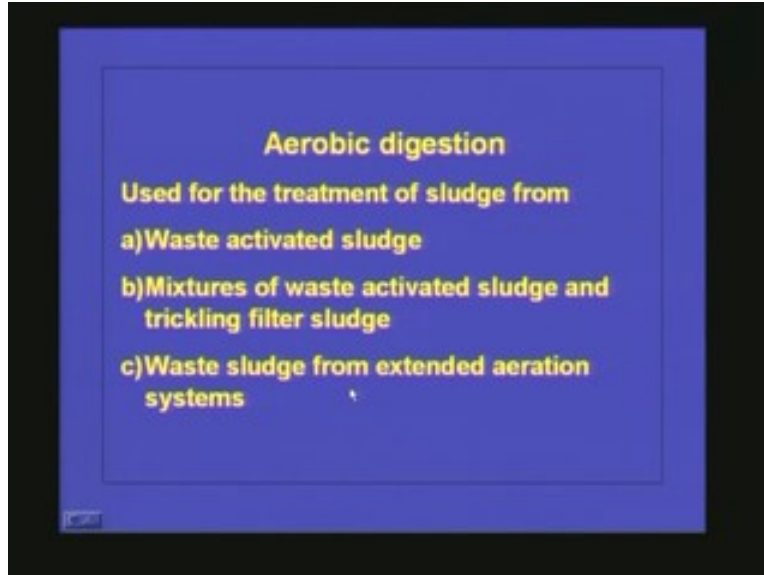 Aerobic digestion
Used for the treatment of sludge from
a)Waste activated sludge
b)Mixtures of waste activated sludge and
trickling filter sludge
c)Waste sludge from extended aeration
systems